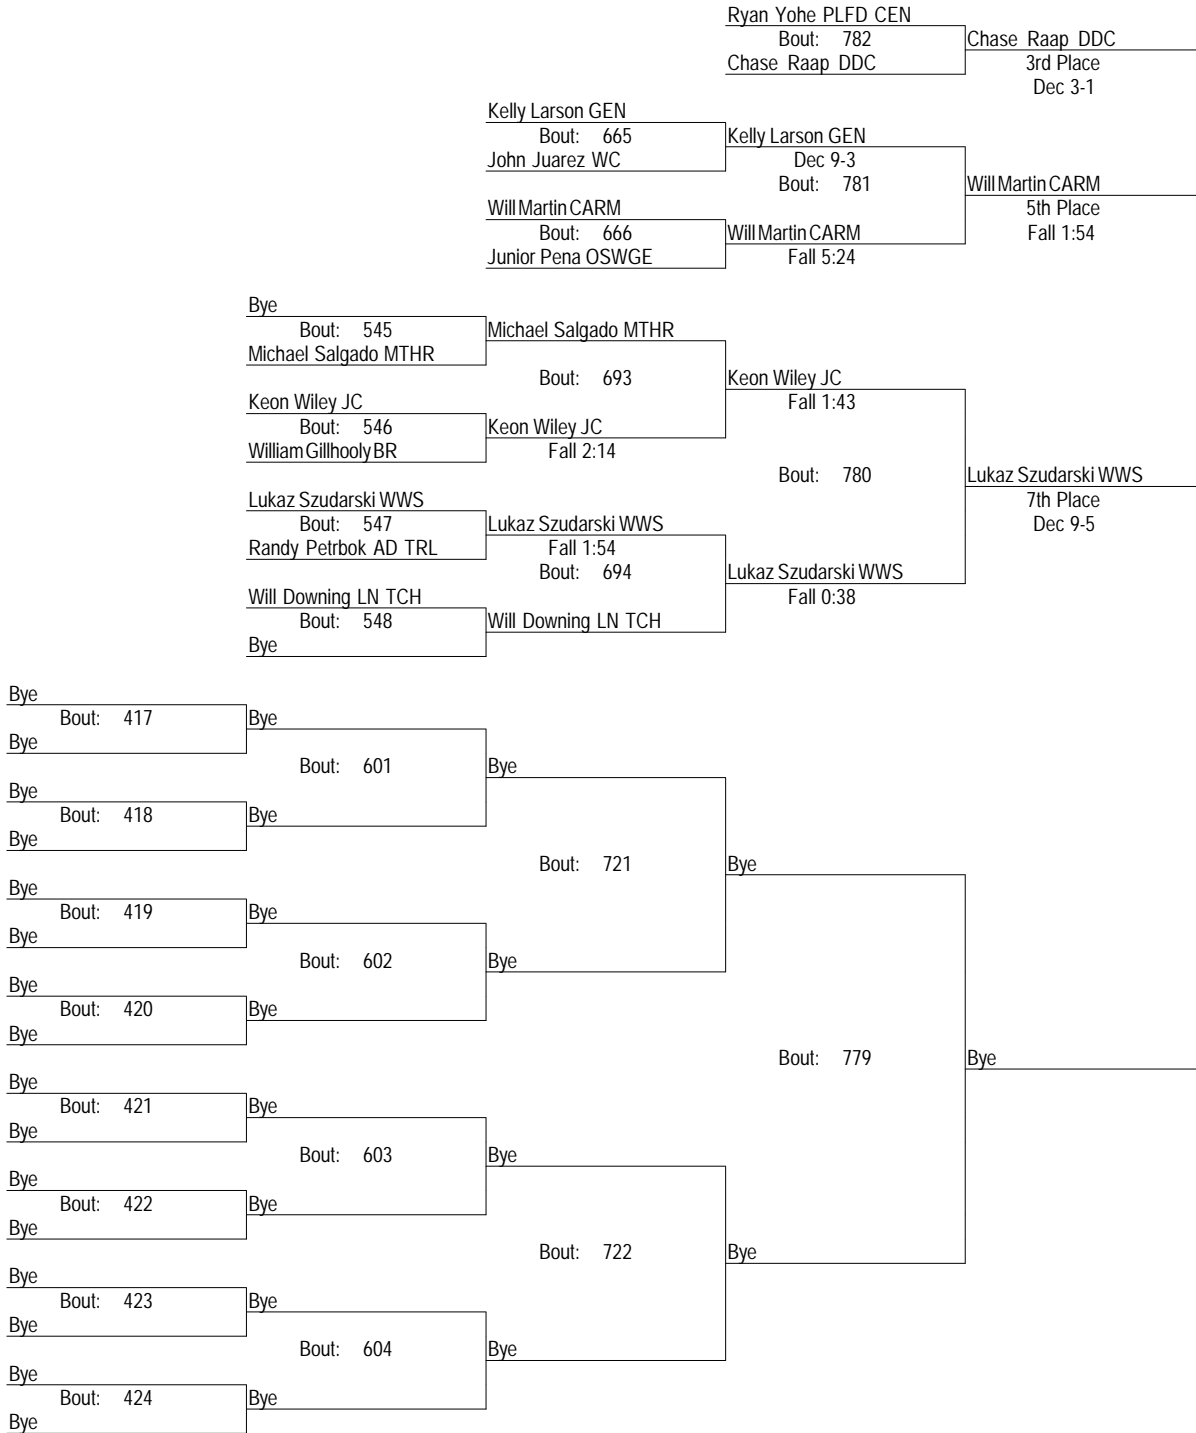 Ryan Yohe PLFD CEN
Bout: 782
Chase Raap DDC
Chase Raap DDC
3rd Place
Dec 3-1
Kelly Larson GEN
Bout: 665
John Juarez WC
Kelly Larson GEN
Dec 9-3
Bout: 781
Will Martin CARM
5th Place
Fall 1:54
Will Martin CARM
Bout: 666
Junior Pena OSWGE
Will Martin CARM
Fall 5:24
Bye
Bout: 545
Michael Salgado MTHR
Michael Salgado MTHR
Bout: 693
Keon Wiley JC
Fall 1:43
Keon Wiley JC
Bout: 546
William Gillhooly BR
Keon Wiley JC
Fall 2:14
Bout: 780
Lukaz Szudarski WWS
7th Place
Dec 9-5
Lukaz Szudarski WWS
Bout: 547
Randy Petrbok AD TRL
Lukaz Szudarski WWS
Fall 1:54
Bout: 694
Lukaz Szudarski WWS
Fall 0:38
Will Downing LN TCH
Bout: 548
Bye
Will Downing LN TCH
Bye
Bout: 417
Bye
Bye
Bout: 601
Bye
Bye
Bout: 418
Bye
Bye
Bout: 721
Bye
Bye
Bout: 419
Bye
Bye
Bout: 602
Bye
Bye
Bout: 420
Bye
Bye
Bout: 779
Bye
Bye
Bout: 421
Bye
Bye
Bout: 603
Bye
Bye
Bout: 422
Bye
Bye
Bout: 722
Bye
Bye
Bout: 423
Bye
Bye
Bout: 604
Bye
Bye
Bout: 424
Bye
Bye